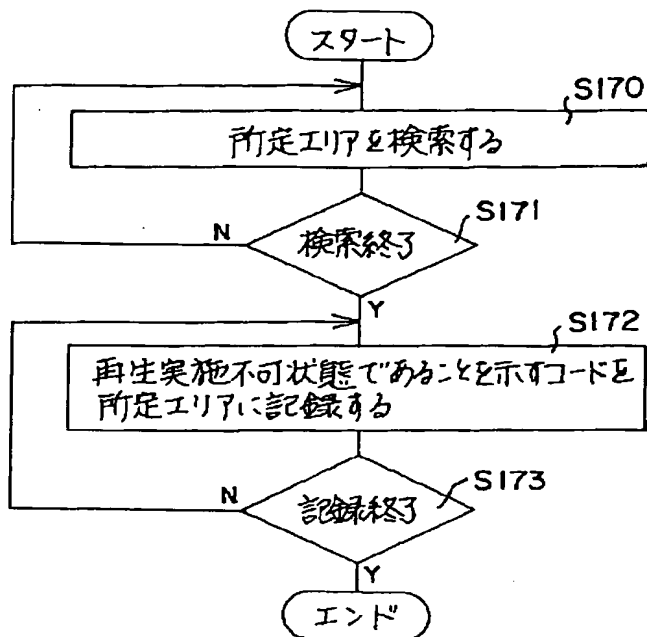 スタート
S170
所定エリアを検索する
S171
検索終了
N
Y
S172
再生実施不可状態であることを示すコードを
所定エリアに記録する
S173
記録終了
N
Y
エンド